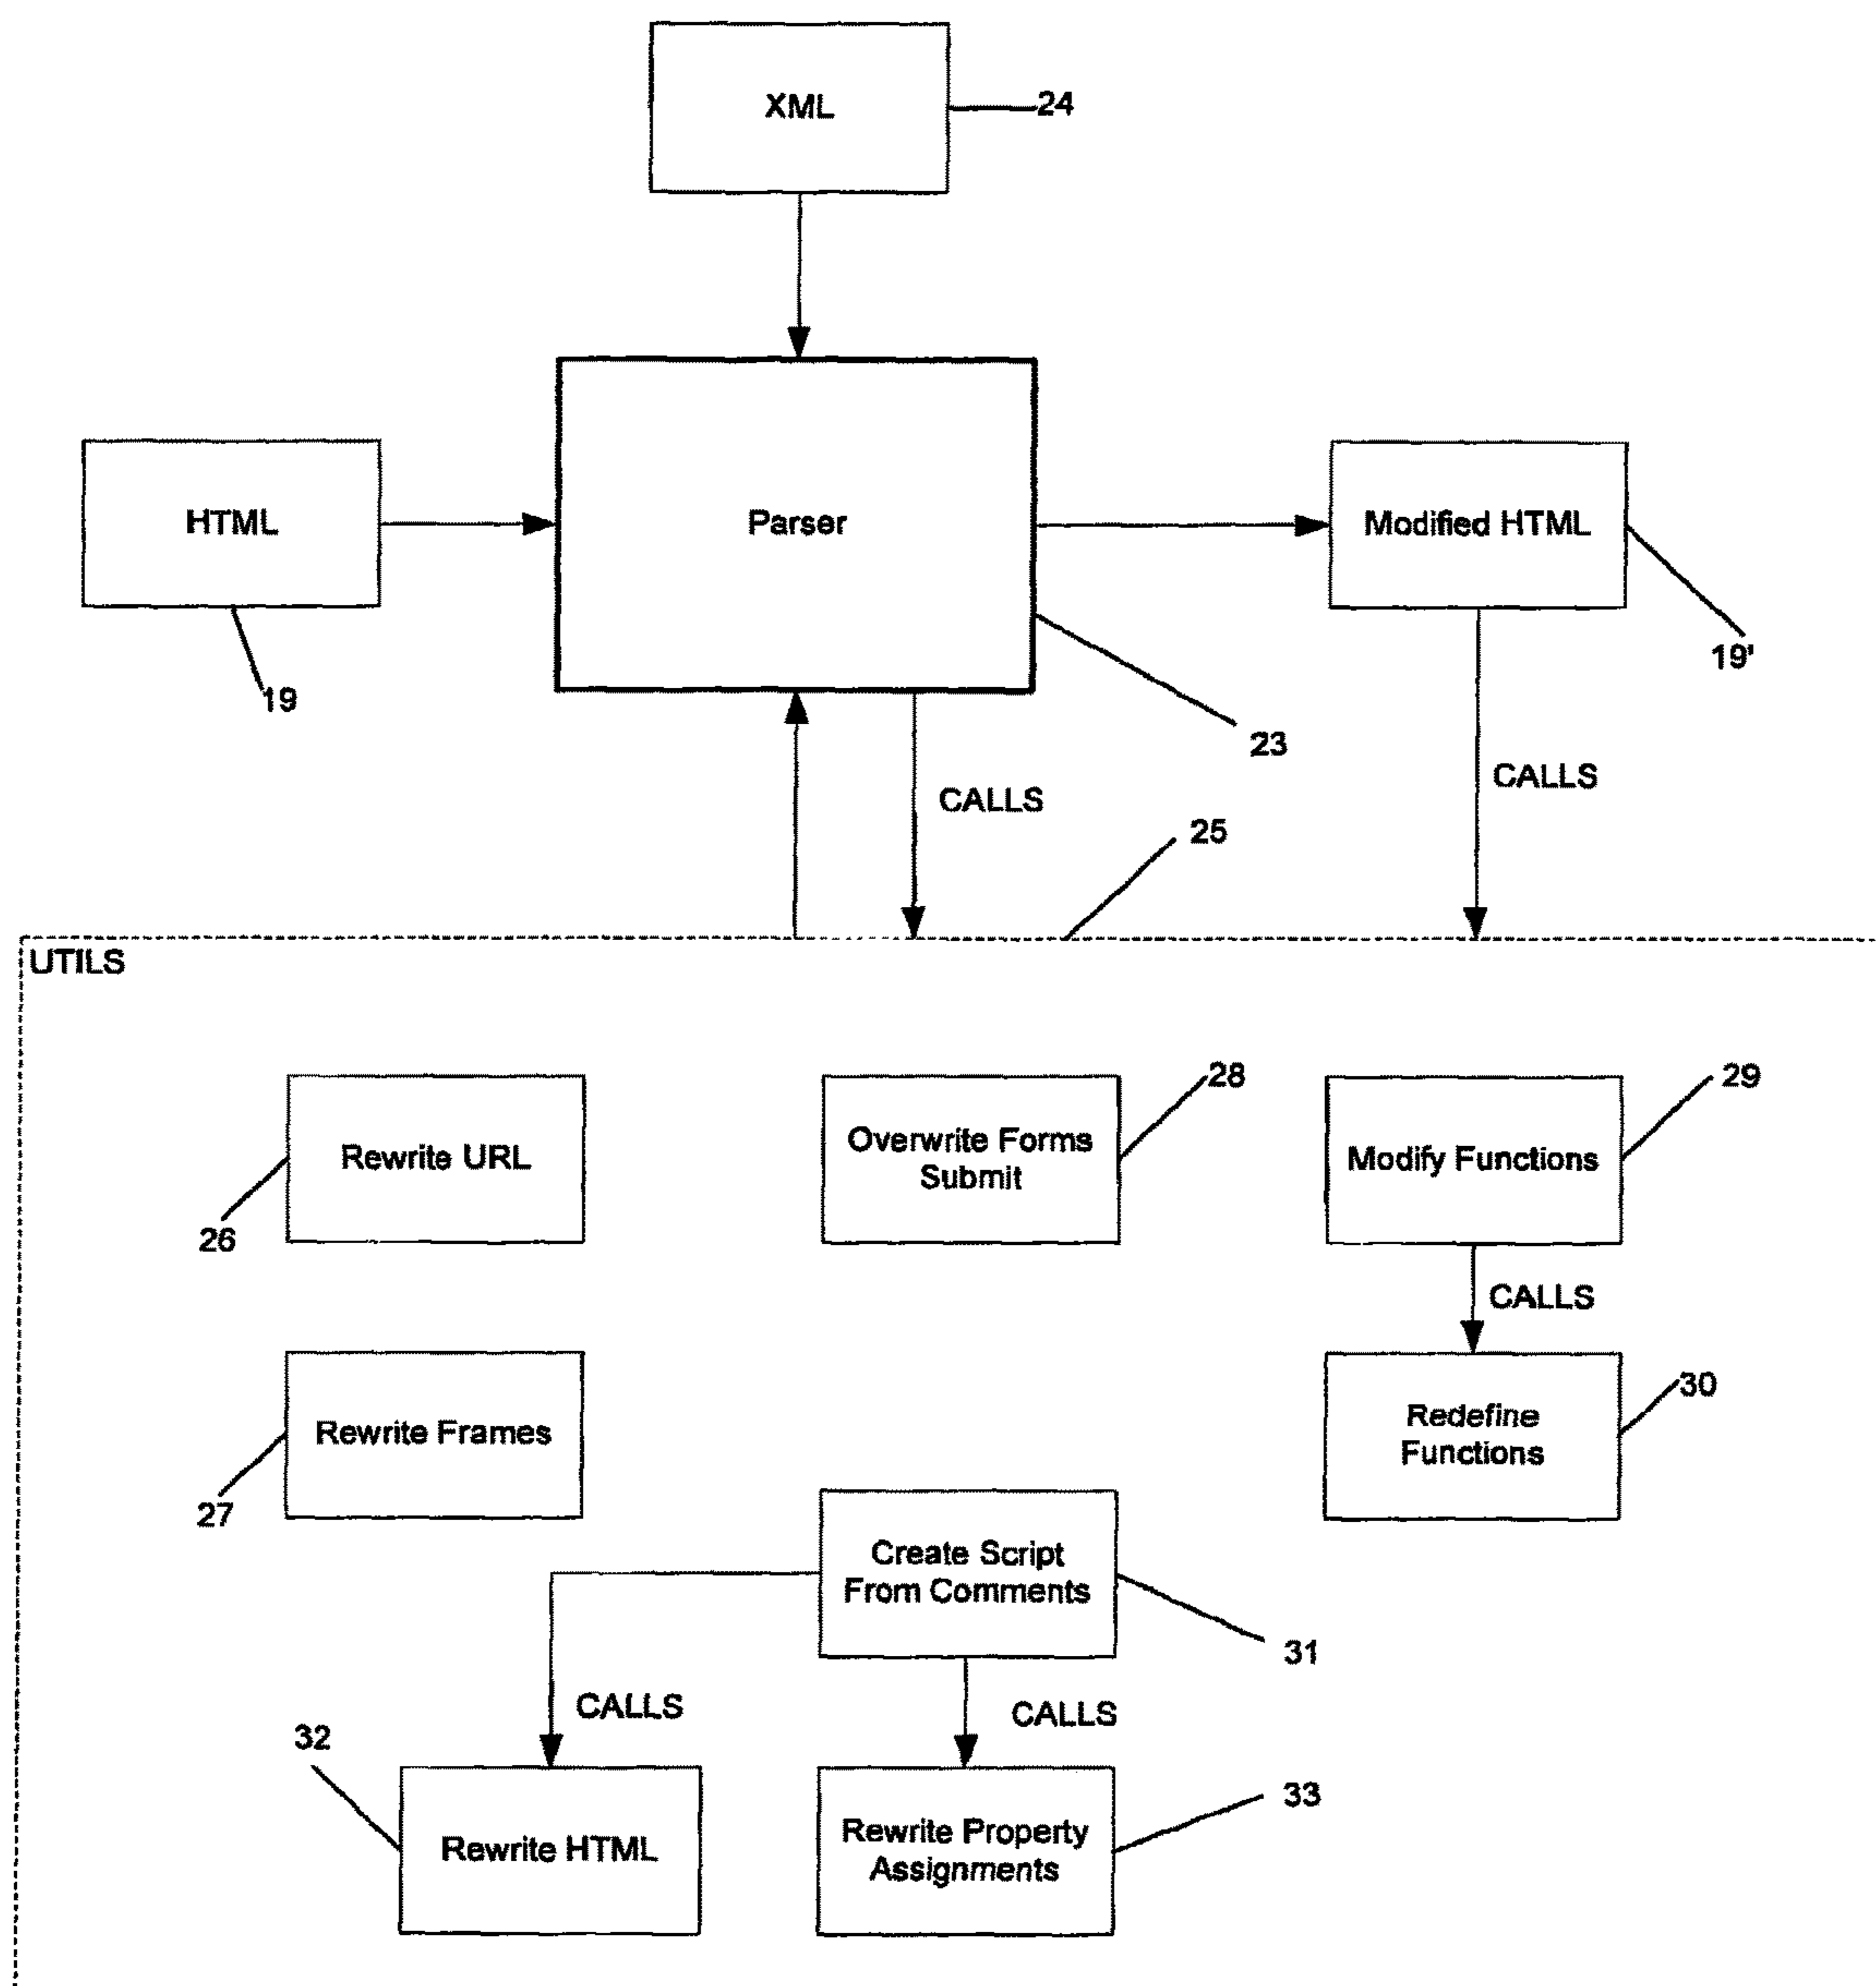 XML
24
HTML
Parser
Modified HTML
19
23
19'
CALLS
CALLS
25
UTILS
Rewrite URL
26
Overwrite Forms
Submit
28
Modify Functions
29
CALLS
Rewrite Frames
27
Redefine
Functions
30
Create Script
From Comments
31
CALLS
CALLS
32
Rewrite HTML
Rewrite Property
Assignments
33